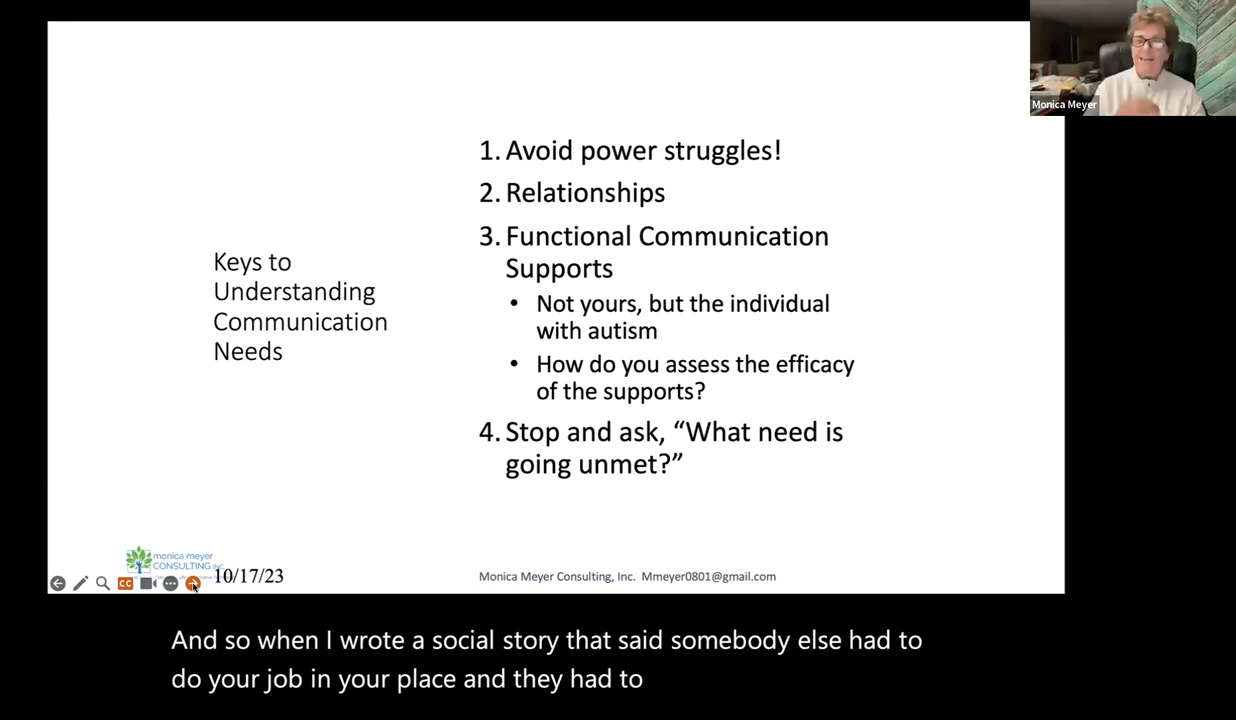 Monica Meyer
1. Avoid power struggles!
2. Relationships
3. Functional Communication
Supports
• Not yours, but the individual
with autism
• How do you assess the efficacy
of the supports?
4. Stop and ask, “What need is
going unmet?”
Keys to
Understanding
Communication
Needs
monica meyer
CONSULTING INC
CC
10/17/23
Monica Meyer Consulting, Inc. Mmeyer0801@gmail.com
And so when I wrote a social story that said somebody else had to
do your job in your place and they had to